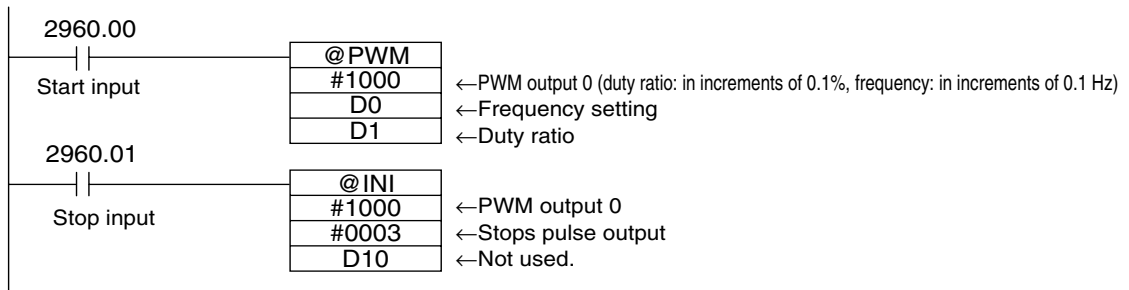 2960.00
@PWM
Start input
#1000 ←PWM output 0 (duty ratio: in increments of 0.1%, frequency: in increments of 0.1 Hz)
D0 ←Frequency setting
D1 ←Duty ratio
2960.01
@INI
Stop input
#1000 ←PWM output 0
#0003 ←Stops pulse output
D10 ←Not used.